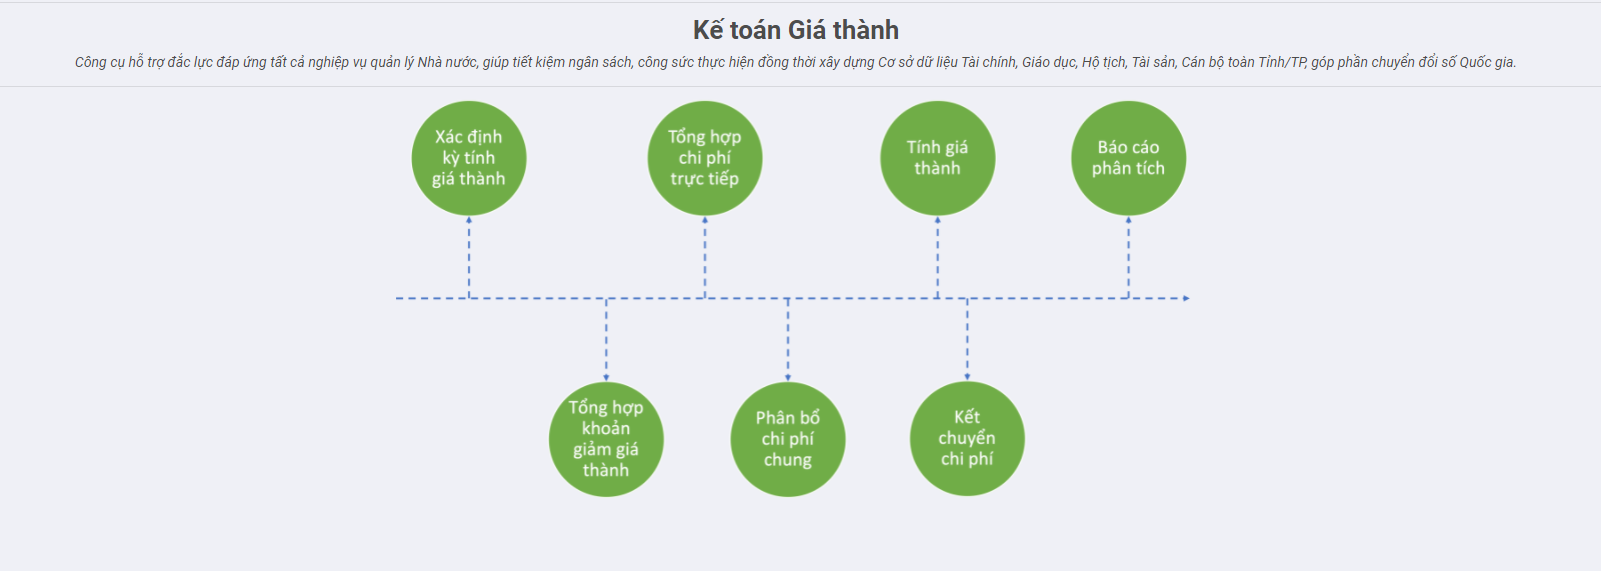 Kế toán Giá thành
Công cụ hỗ trợ đắc lực đáp ứng tất cả nghiệp vụ quản lý Nhà nước, giúp tiết kiệm ngân sách, công sức thực hiện đồng thời xây dựng Cơ sở dữ liệu Tài chính, Giáo dục, Hộ tịch, Tài sản, Cán bộ toàn Tỉnh/TP, góp phần chuyển đổi số Quốc gia.
Xác định
kỳ tính
giá thành
Tổng hợp
chi phí
trực tiếp
Tính giá
thành
Báo cáo
phân tích
Tổng hợp
khoản
giảm giá
thành
Phân bổ
chi phí
chung
Kết
chuyển
chi phí